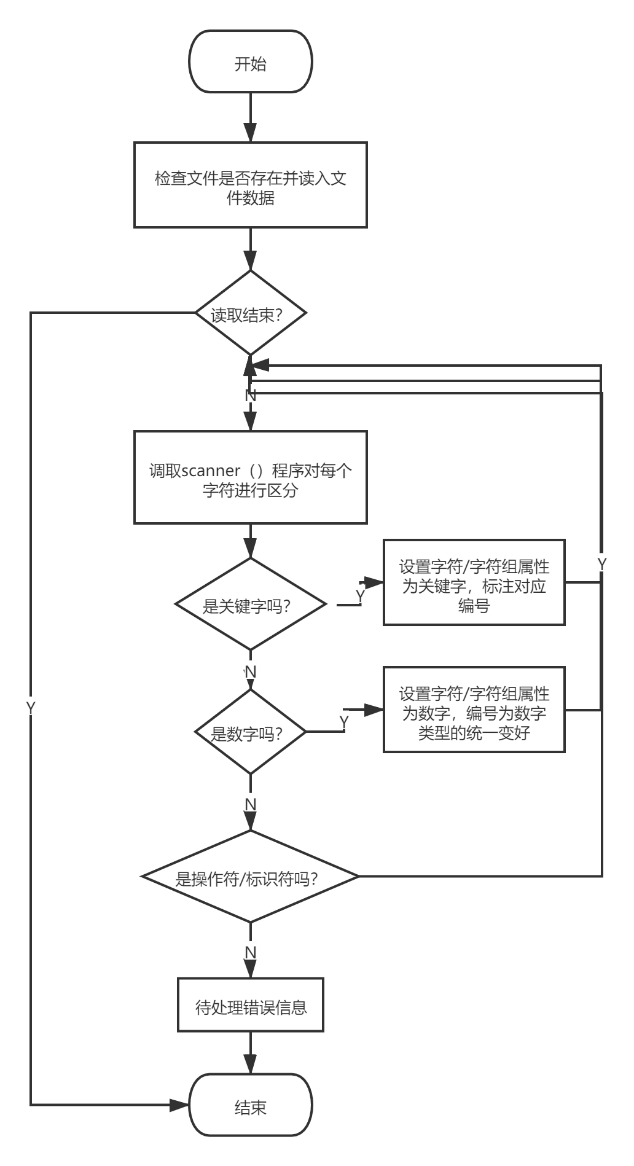 开始
检查文件是否存在并读入文
件数据
读取结束？
N
调取scanner（）程序对每个
字符进行区分
是关键字吗？
Y
设置字符/字符组属性
为关键字，标注对应
编号
Y
N
是数字吗？
Y
设置字符/字符组属性
为数字，编号为数字
类型的统一变好
Y
N
是操作符/标识符吗？
N
待处理错误信息
结束